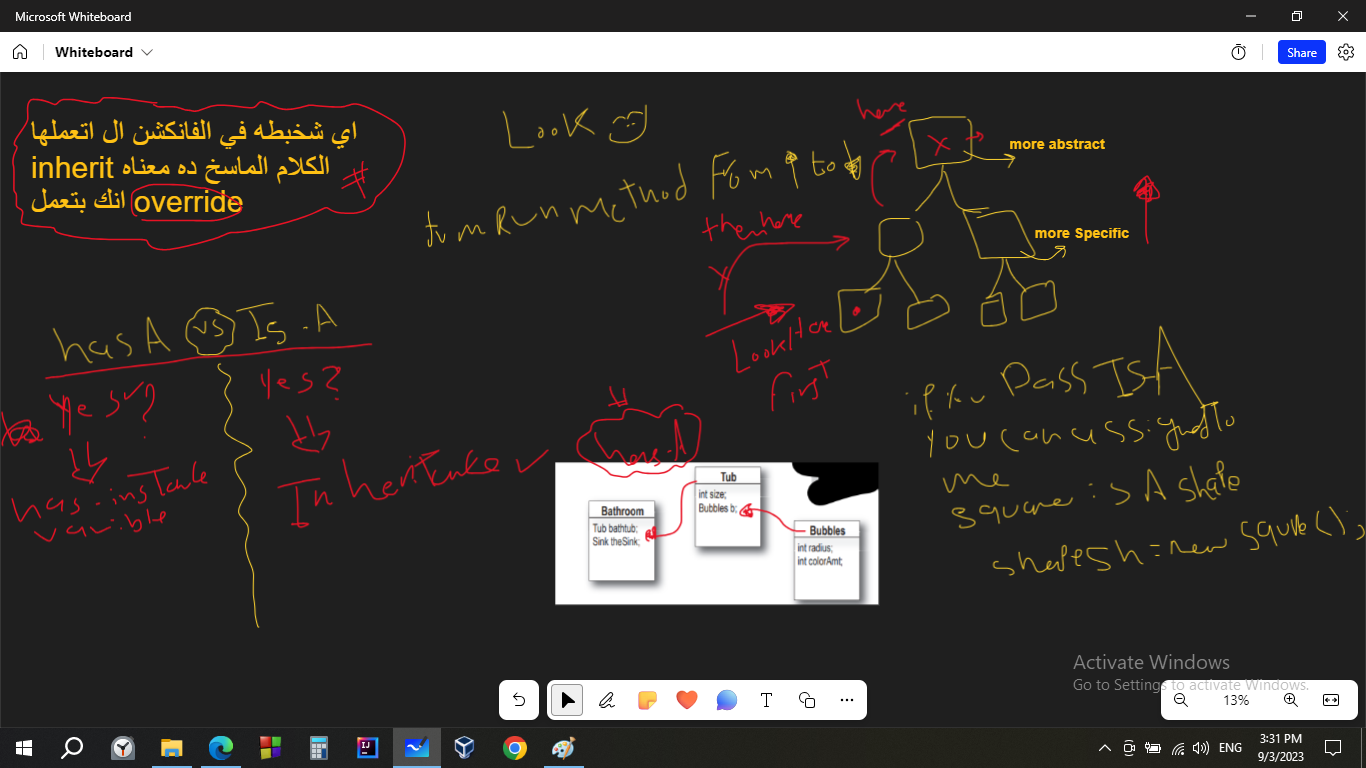 Microsoft Whiteboard
Whiteboard
Share
اي شخبطه في الفانكشن ال اتعملها
inherit الكلام الماسخ ده معناه
انك بتعمل override
Look
JVM Run method From to
here
then here
Look Here
first
more abstract
more Specific
has A VS Is-A
Yes?
has-instance
variable
Yes?
Inheritance
has-A
Bathroom
Tub bathtub;
Sink theSink;
Tub
int size;
Bubbles b;
Bubbles
int radius;
int colorAmt;
if you Pass IS-A
you can assigned to
me
square is A shape
shape sh = new squre();
Activate Windows
Go to Settings to activate Windows.
13%
ENG
3:31 PM
9/3/2023